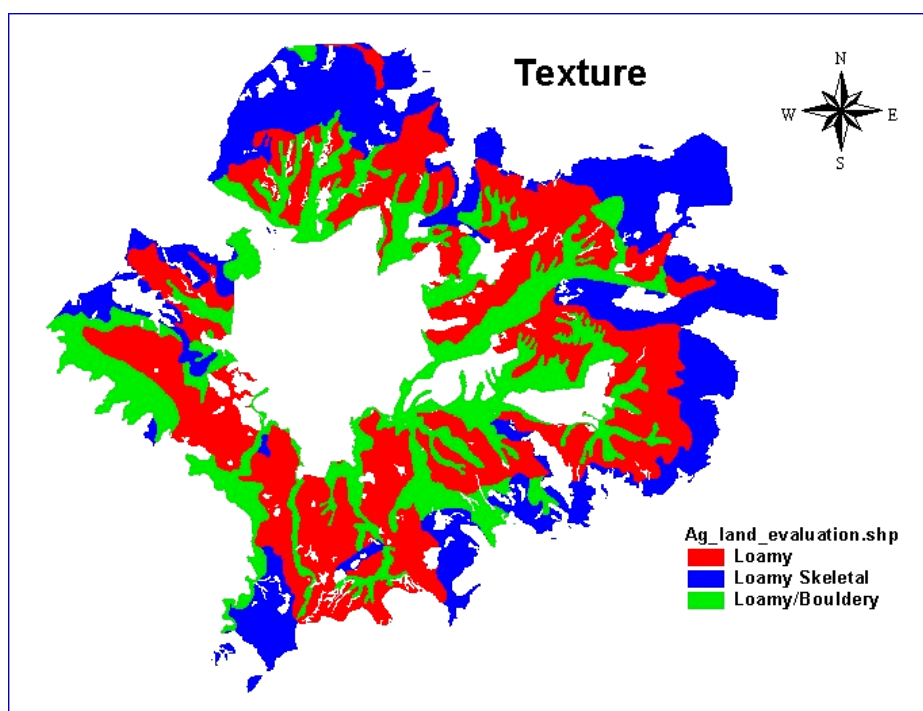 Texture
N
W E
S
Ag_land_evaluation.shp
Loamy
Loamy Skeletal
Loamy/Bouldery